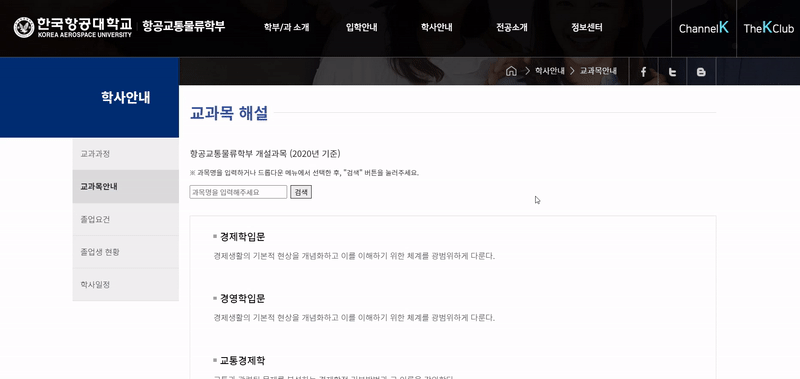 한국항공대학교
KOREA AEROSPACE UNIVERSITY
항공교통물류학부
학부/과 소개
입학안내
학사안내
전공소개
정보센터
ChannelK
TheKClub
학사안내
학사안내
교과목안내
교과과정
교과목안내
졸업요건
졸업생 현황
학사일정
교과목 해설
항공교통물류학부 개설과목 (2020년 기준)
※ 과목명을 입력하거나 드롭다운 메뉴에서 선택한 후, "검색" 버튼을 눌러주세요.
과목명을 입력해주세요
검색
경제학입문
경제생활의 기본적 현상을 개념화하고 이를 이해하기 위한 체계를 광범위하게 다룬다.
경영학입문
경제생활의 기본적 현상을 개념화하고 이를 이해하기 위한 체계를 광범위하게 다룬다.
교통경제학